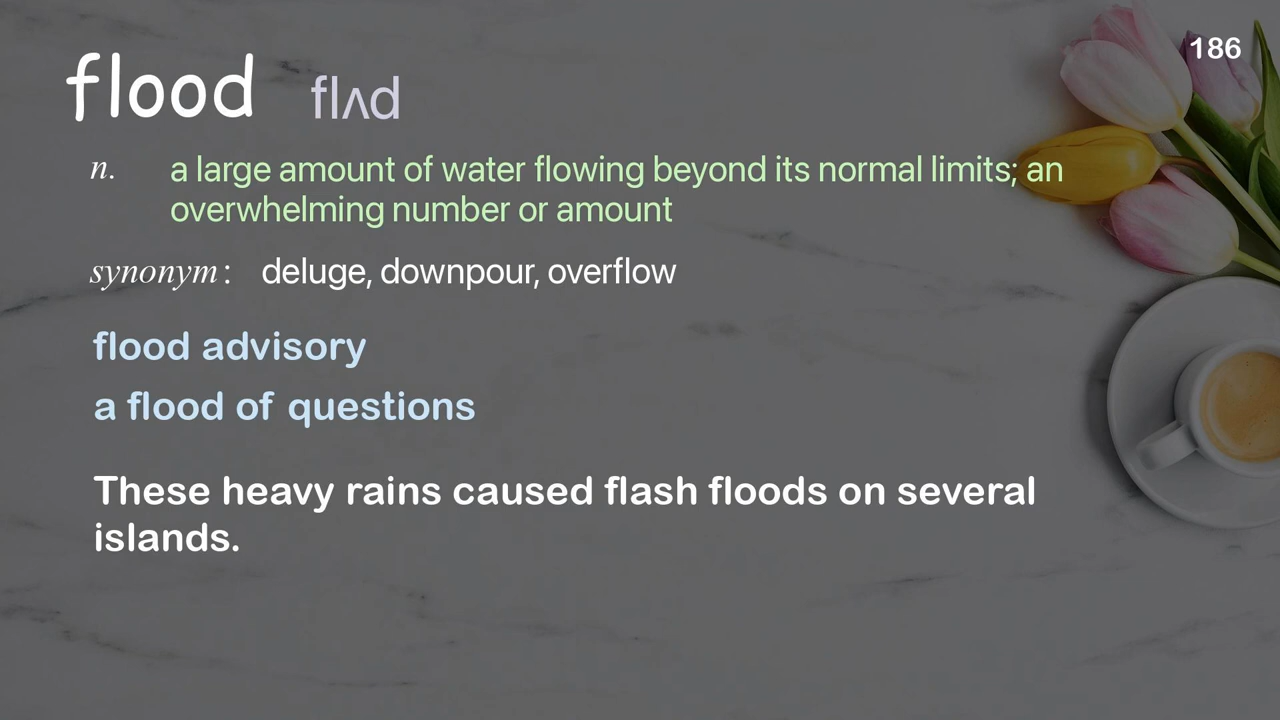 186
flood flʌd
n. a large amount of water flowing beyond its normal limits; an
overwhelming number or amount
synonym: deluge, downpour, overflow
flood advisory
a flood of questions
These heavy rains caused flash floods on several
islands.